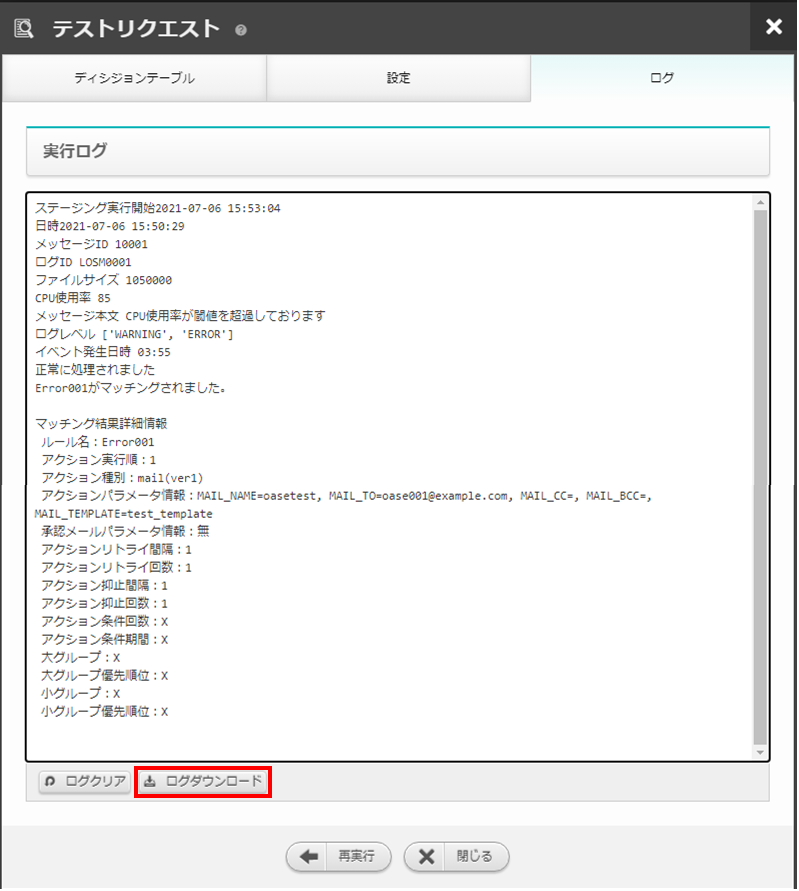 テストリクエスト
ディシジョンテーブル
設定
ログ
実行ログ
ステージング実行開始2021-07-06 15:53:04
日時2021-07-06 15:50:29
メッセージID 10001
ログID LOSM0001
ファイルサイズ 1050000
CPU使用率 85
メッセージ本文 CPU使用率が閾値を超過しております
ログレベル ['WARNING', 'ERROR']
イベント発生日時 03:55
正常に処理されました
Error001がマッチングされました。
マッチング結果詳細情報
ルール名：Error001
アクション実行順：1
アクション種別：mail(ver1)
アクションパラメータ情報：MAIL_NAME=oasetest, MAIL_TO=oase001@example.com, MAIL_CC=, MAIL_BCC=,
MAIL_TEMPLATE=test_template
承認メールパラメータ情報：無
アクションリトライ間隔：1
アクションリトライ回数：1
アクション抑止間隔：1
アクション抑止回数：1
アクション条件回数：X
アクション条件期間：X
大グループ：X
大グループ優先順位：X
小グループ：X
小グループ優先順位：X
ログクリア
ログダウンロード
再実行
閉じる